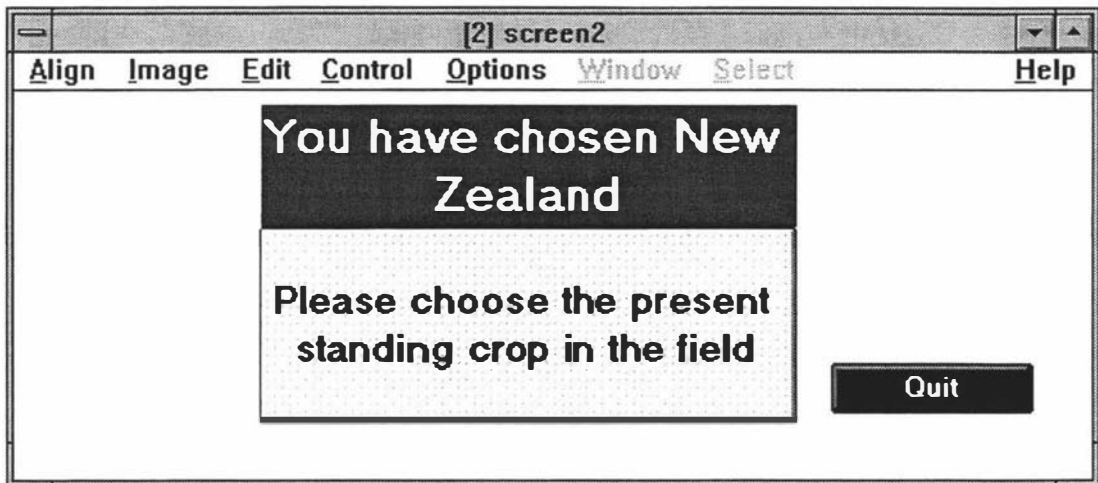 [2] screen2
Align Image Edit Control Options Window Select Help
You have chosen New
Zealand
Please choose the present
standing crop in the field
Quit